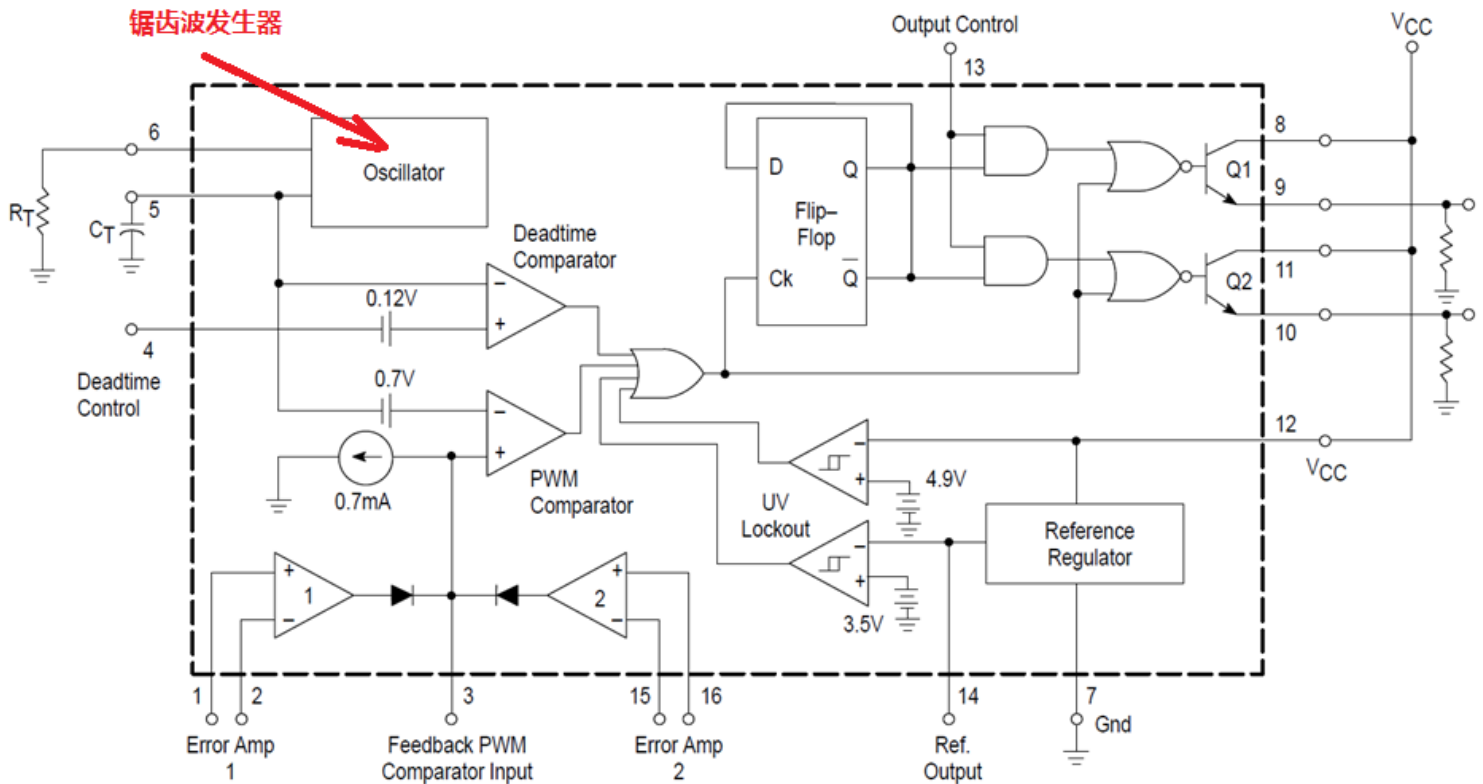 锯齿波发生器
Output Control
VCC
13
6
8
Oscillator
D
Q
Q1
5
9
RT
CT
Flip–
Flop
Deadtime
Comparator
11
0.12V
Ck
Q
Q2
4
10
Deadtime
Control
0.7V
12
VCC
0.7mA
PWM
Comparator
4.9V
UV
Lockout
Reference
Regulator
1
2
3.5V
1
2
3
15
16
14
7
Gnd
Error Amp
1
Feedback PWM
Comparator Input
Error Amp
2
Ref.
Output